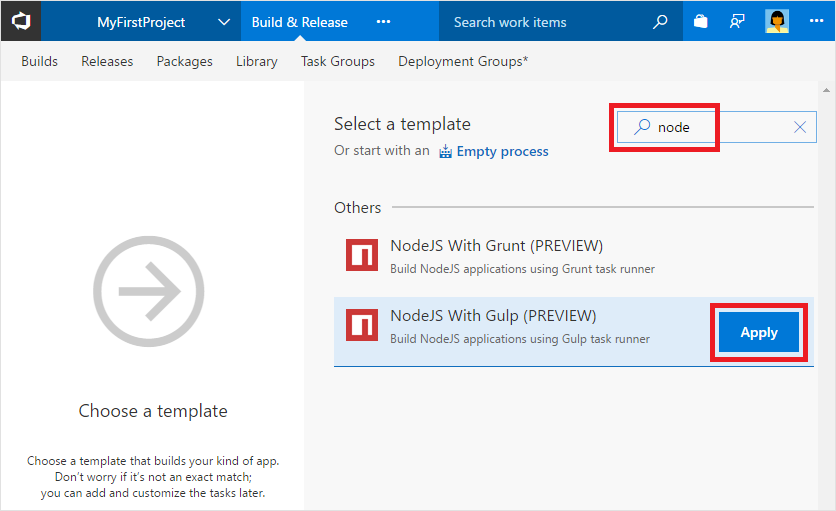 MyFirstProject
Build & Release
Search work items
Builds
Releases
Packages
Library
Task Groups
Deployment Groups*
Select a template
node
Or start with an Empty process
Others
NodeJS With Grunt (PREVIEW)
Build NodeJS applications using Grunt task runner
NodeJS With Gulp (PREVIEW)
Build NodeJS applications using Gulp task runner
Apply
Choose a template
Choose a template that builds your kind of app.
Don't worry if it's not an exact match;
you can add and customize the tasks later.